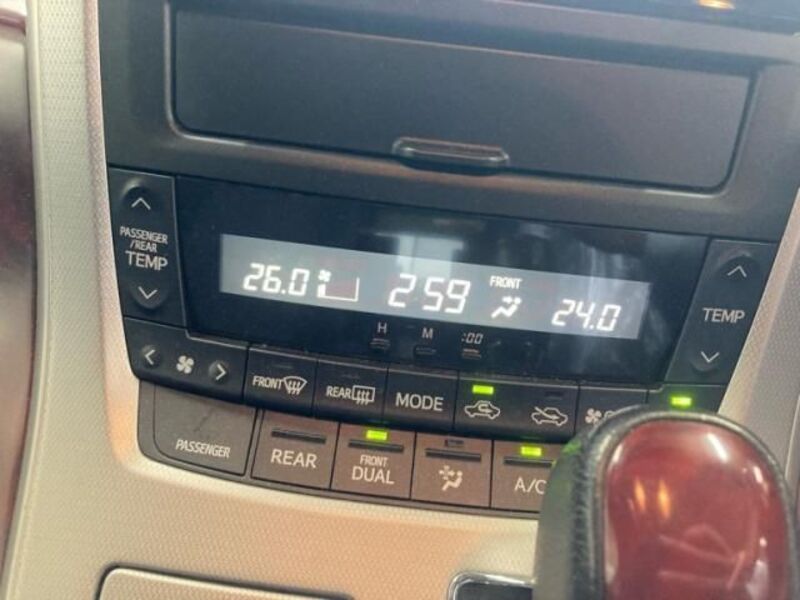 PASSENGER
/REAR
TEMP
26.0 2 59 FRONT 24.0
TEMP
H M :00
FRONT REAR MODE
PASSENGER
REAR
FRONT
DUAL
A/C